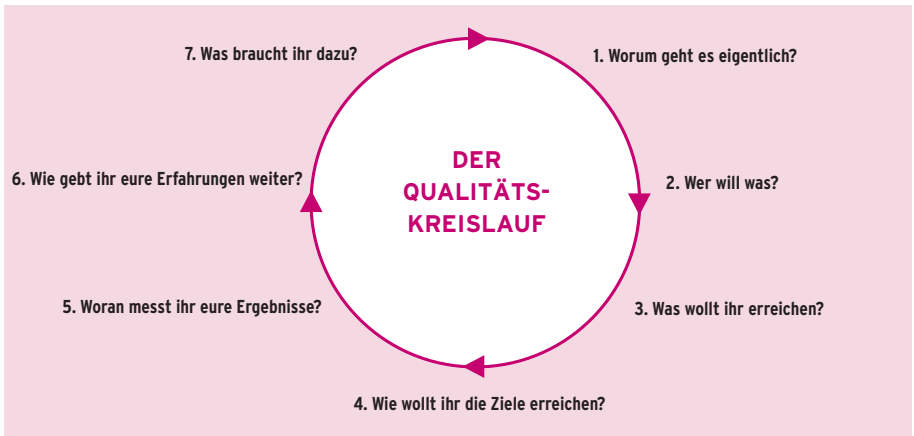 DER
QUALITÄTS-
KREISLAUF
1. Worum geht es eigentlich?
2. Wer will was?
3. Was wollt ihr erreichen?
4. Wie wollt ihr die Ziele erreichen?
5. Woran messt ihr eure Ergebnisse?
6. Wie gebt ihr eure Erfahrungen weiter?
7. Was braucht ihr dazu?